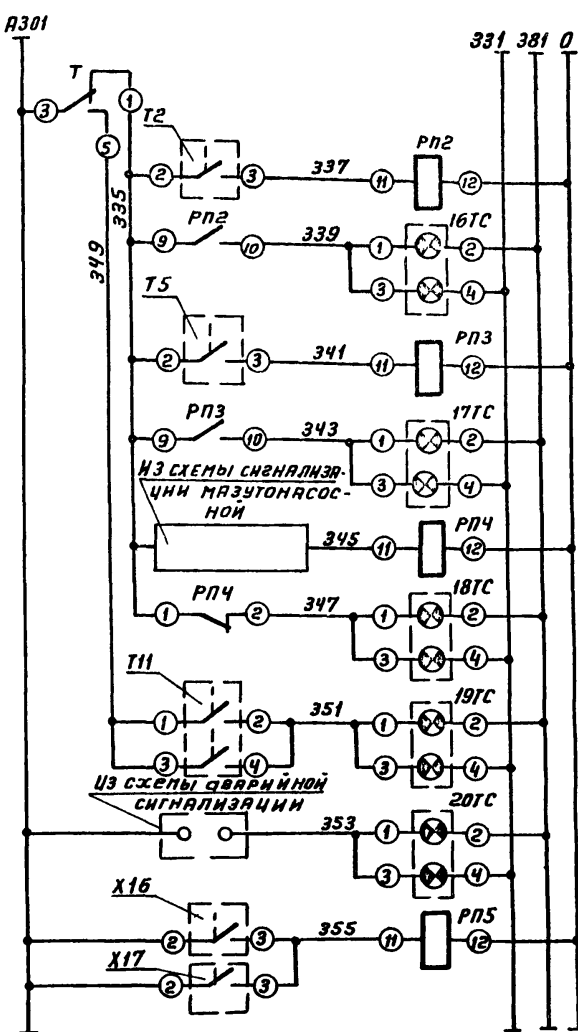 А301
331 381 0
Т
3
1
5
Т2
РП2
2
3
337
11
12
335
349
РП2
9
10
339
16ТС
1
2
3
4
Т5
РП3
2
3
341
11
12
РП3
9
10
343
17ТС
1
2
3
4
ИЗ СХЕМЫ СИГНАЛИЗА-
ЦИИ МАЗУТОНАСОС-
НОЙ
РП4
345
11
12
РП4
1
2
347
18ТС
1
2
3
4
Т11
1
2
351
19ТС
1
2
3
4
3
4
ИЗ СХЕМЫ АВАРИЙНОЙ
СИГНАЛИЗАЦИИ
20ТС
353
1
2
3
4
Х16
РП5
2
3
355
11
12
Х17
2
3